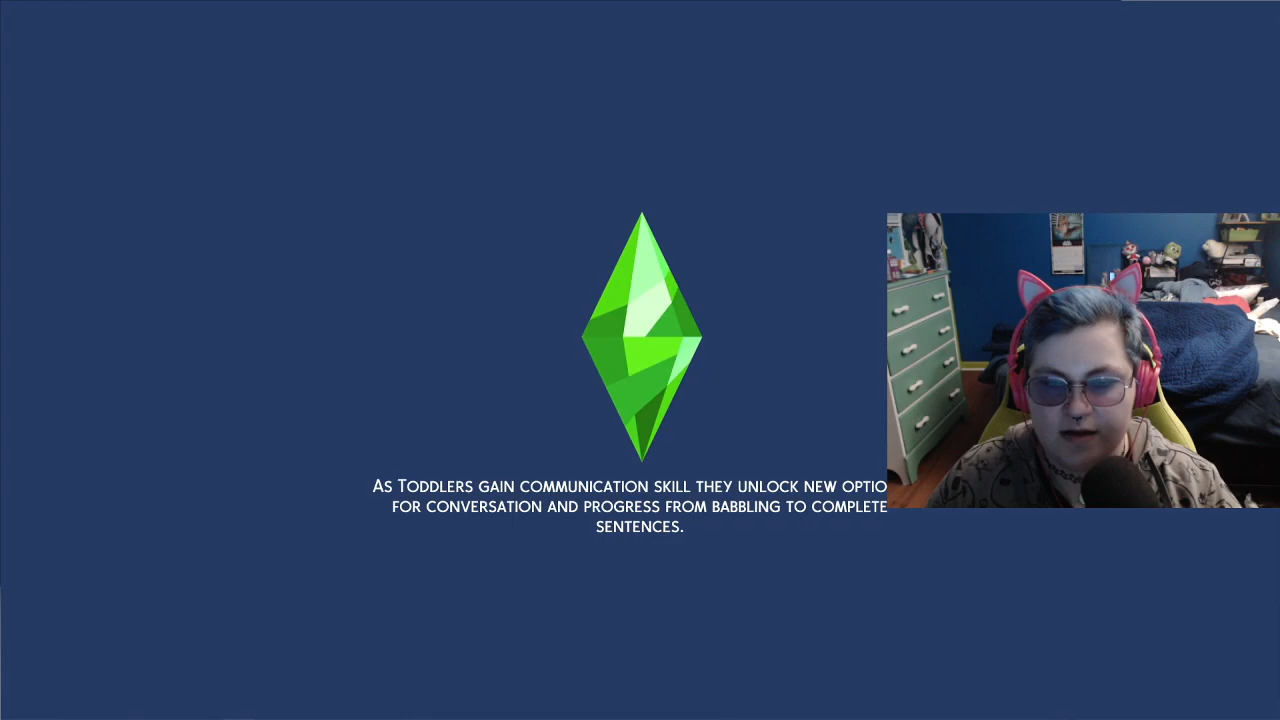 As Toddlers gain communication skill they unlock new optio
for conversation and progress from babbling to complete
sentences.